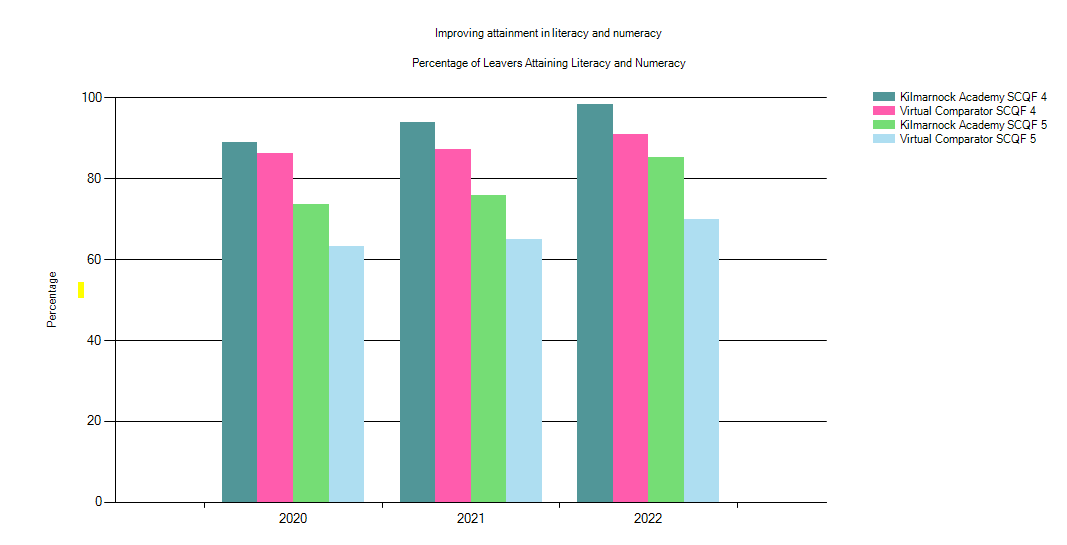 Improving attainment in literacy and numeracy
Percentage of Leavers Attaining Literacy and Numeracy
Kilmarnock Academy SCQF 4
Virtual Comparator SCQF 4
Kilmarnock Academy SCQF 5
Virtual Comparator SCQF 5
Percentage
100
80
60
40
20
0
2020 2021 2022